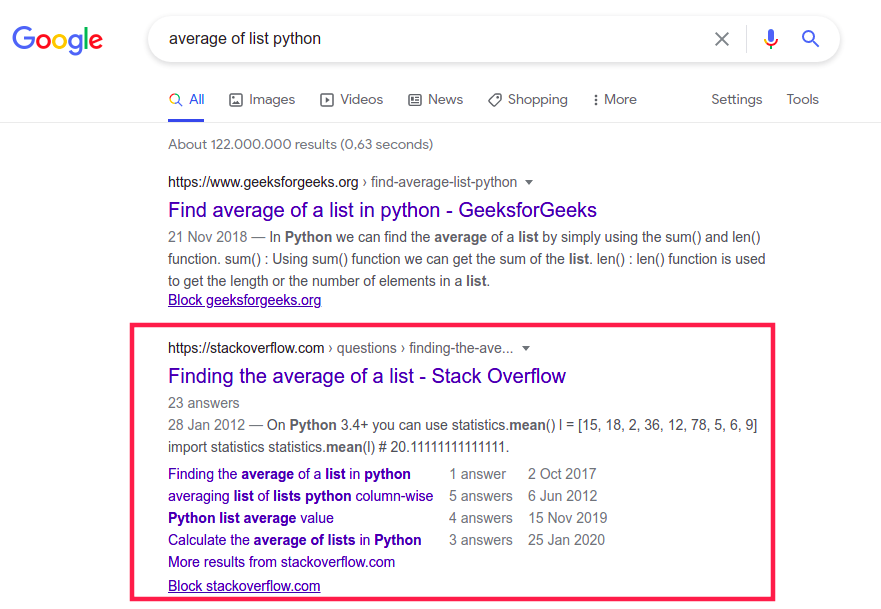 Google
average of list python
All Images Videos News Shopping More Settings Tools
About 122.000.000 results (0,63 seconds)
https://www.geeksforgeeks.org › find-average-list-python
Find average of a list in python - GeeksforGeeks
21 Nov 2018 — In Python we can find the average of a list by simply using the sum() and len()
function. sum() : Using sum() function we can get the sum of the list. len() : len() function is used
to get the length or the number of elements in a list.
Block geeksforgeeks.org
https://stackoverflow.com › questions › finding-the-ave...
Finding the average of a list - Stack Overflow
23 answers
28 Jan 2012 — On Python 3.4+ you can use statistics.mean() l = [15, 18, 2, 36, 12, 78, 5, 6, 9]
import statistics statistics.mean(l) # 20.11111111111111.
Finding the average of a list in python 1 answer 2 Oct 2017
averaging list of lists python column-wise 5 answers 6 Jun 2012
Python list average value 4 answers 15 Nov 2019
Calculate the average of lists in Python 3 answers 25 Jan 2020
More results from stackoverflow.com
Block stackoverflow.com